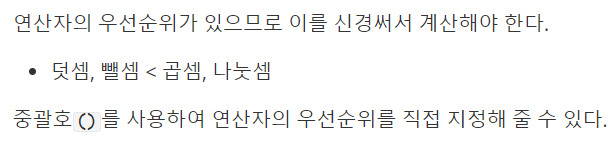 연산자의 우선순위가 있으므로 이를 신경써서 계산해야 한다.
• 덧셈, 뺄셈 < 곱셈, 나눗셈
중괄호()를 사용하여 연산자의 우선순위를 직접 지정해 줄 수 있다.